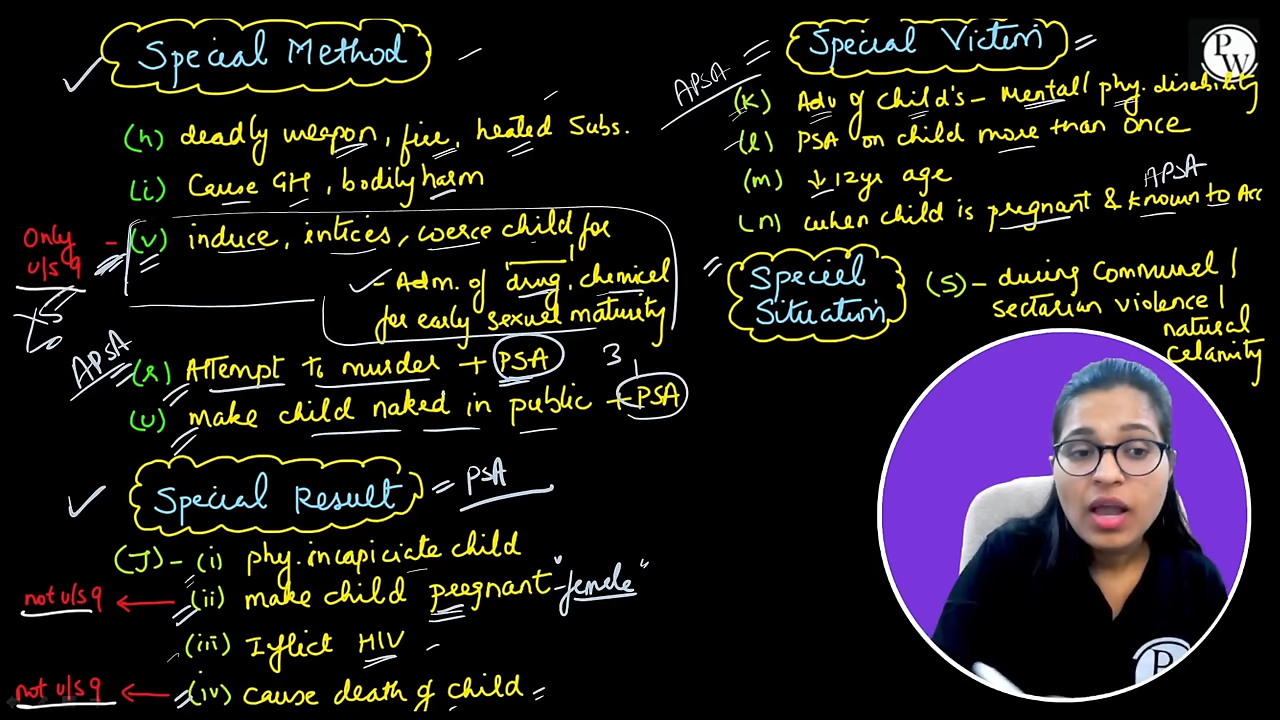 Special Method
(h) deadly weapon, fire, heated Subs.
(i) Cause GH, bodily harm
Only
u/s 9
(v) induce, intices, coerce child for
- Adm. of drug, chemical
for early sexual maturity
APSA
(r) Attempt to murder + PSA
3
(u) make child naked in public + PSA
Special Result = PSA
(J) - (i) phy. incapiciate child
not u/s 9 ← (ii) make child pregnant - "female"
(iii) Iflict HIV
not u/s 9 ← (iv) cause death of child =
Special Victim =
PW
APSA
(k) Adv of child's - Mental/ phy. disability
(l) PSA on child more than once
(m) ↓ 12yr age
APSA
(n) when child is pregnant & known to Acc
Special
Situation
(S) - during Communal /
sectarian violence /
natural
calamity
PW